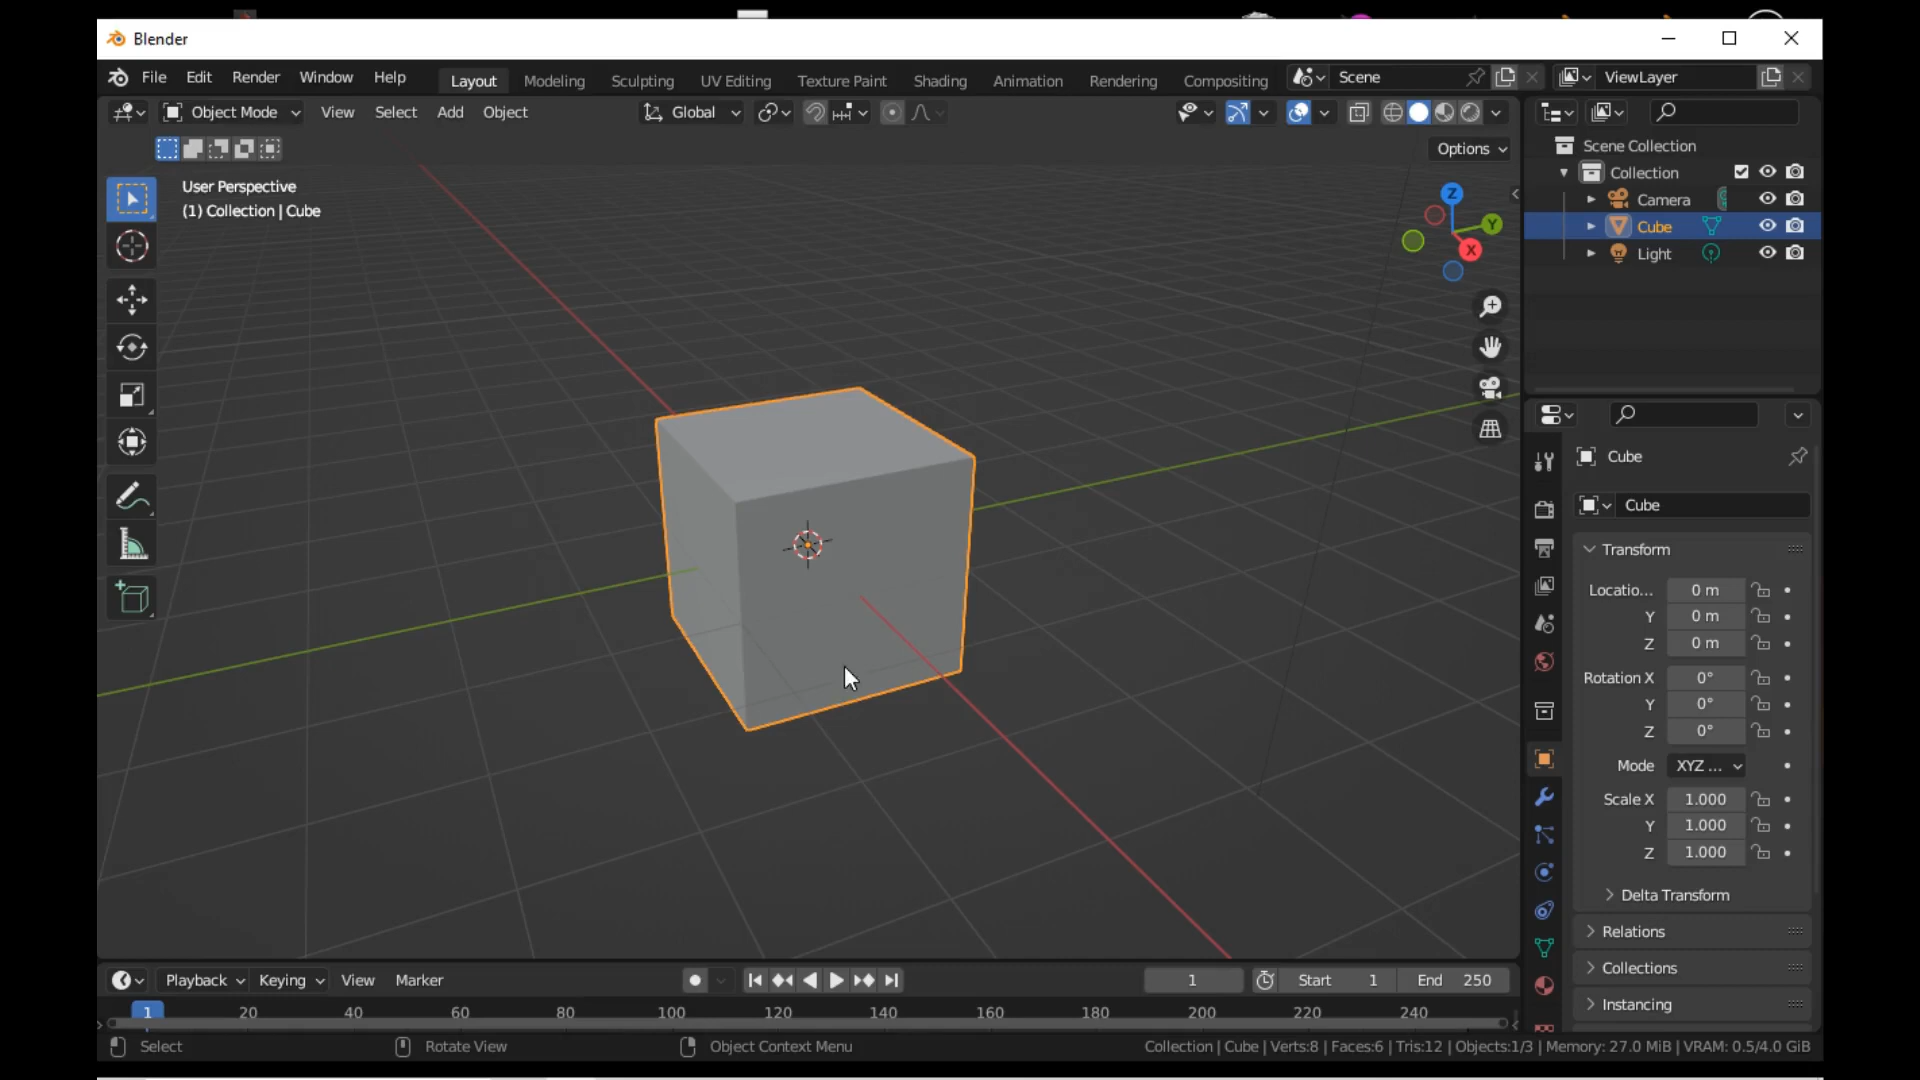 Blender
File Edit Render Window Help Layout Modeling Sculpting UV Editing Texture Paint Shading Animation Rendering Compositing Scene ViewLayer
Object Mode View Select Add Object Global
Options
User Perspective
(1) Collection | Cube
Z
Y
X
Scene Collection
Collection
Camera
Cube
Light
Cube
Cube
Transform
Locatio... 0 m
Y 0 m
Z 0 m
Rotation X 0°
Y 0°
Z 0°
Mode XYZ ...
Scale X 1.000
Y 1.000
Z 1.000
Delta Transform
Relations
Collections
Instancing
Playback Keying View Marker 1 Start 1 End 250
1 20 40 60 80 100 120 140 160 180 200 220 240
Select Rotate View Object Context Menu Collection | Cube | Verts:8 | Faces:6 | Tris:12 | Objects:1/3 | Memory: 27.0 MiB | VRAM: 0.5/4.0 GiB